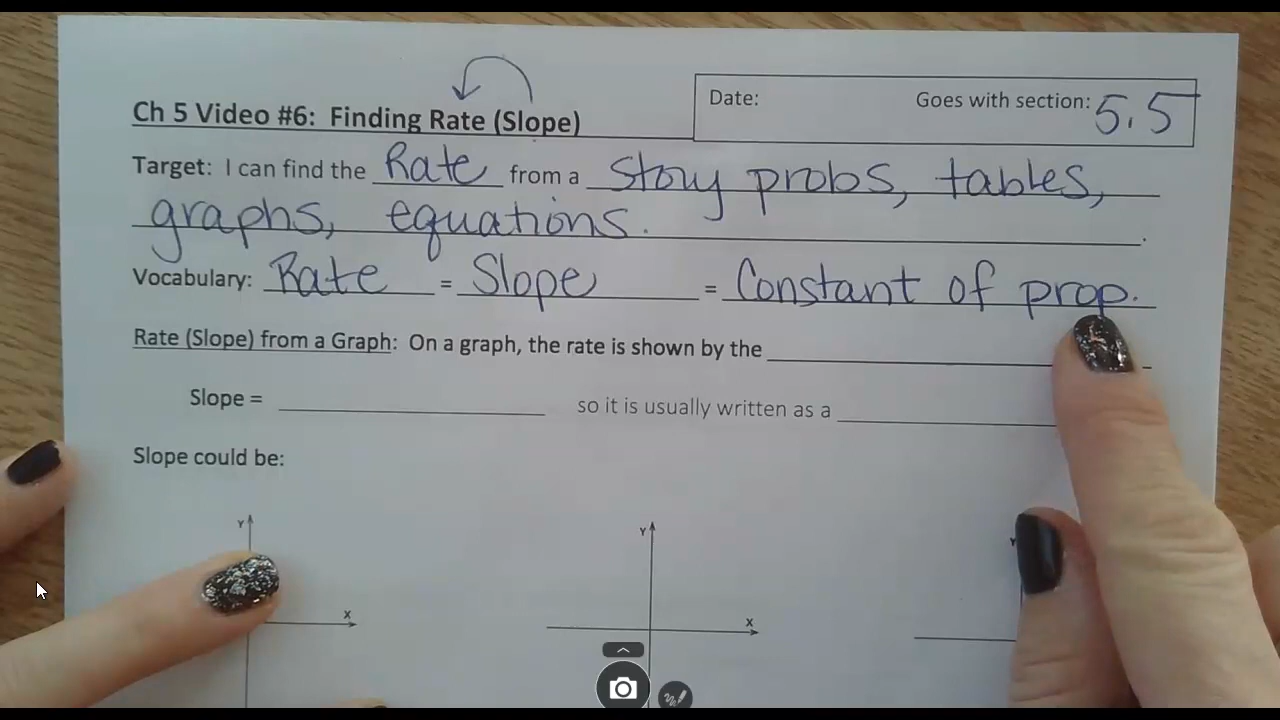 Ch 5 Video #6: Finding Rate (Slope)
Date:
Goes with section: 5.5
Target: I can find the Rate from a Story probs, tables,
graphs, equations.
Vocabulary: Rate = Slope = Constant of prop.
Rate (Slope) from a Graph: On a graph, the rate is shown by the
Slope = so it is usually written as a
Slope could be:
Y
X
Y
X
Y